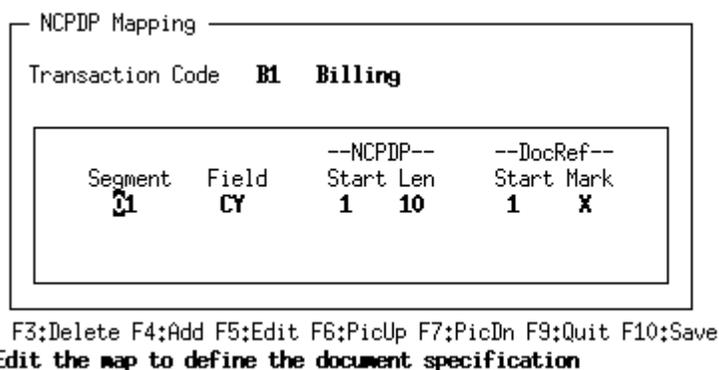 NCPDP Mapping
Transaction Code B1 Billing
--NCPDP-- --DocRef--
Segment Field Start Len Start Mark
01 CY 1 10 1 X
F3:Delete F4:Add F5:Edit F6:PicUp F7:PicDn F9:Quit F10:Save
Edit the map to define the document specification